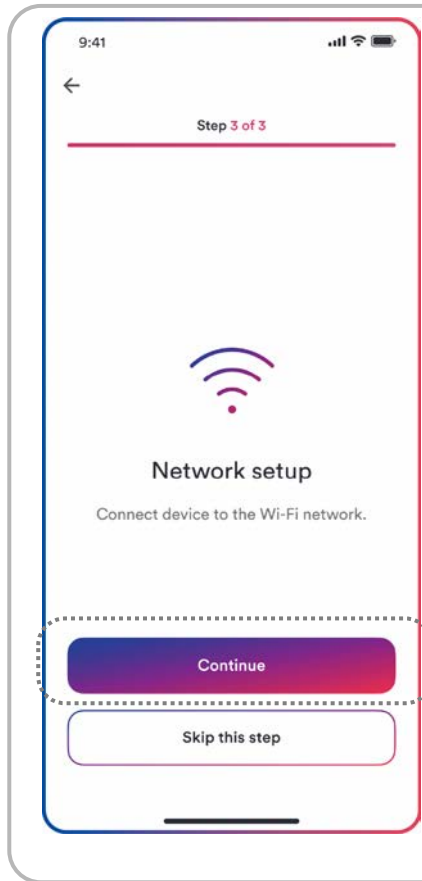 9:41
Step 3 of 3
Network setup
Connect device to the Wi-Fi network.
Continue
Skip this step